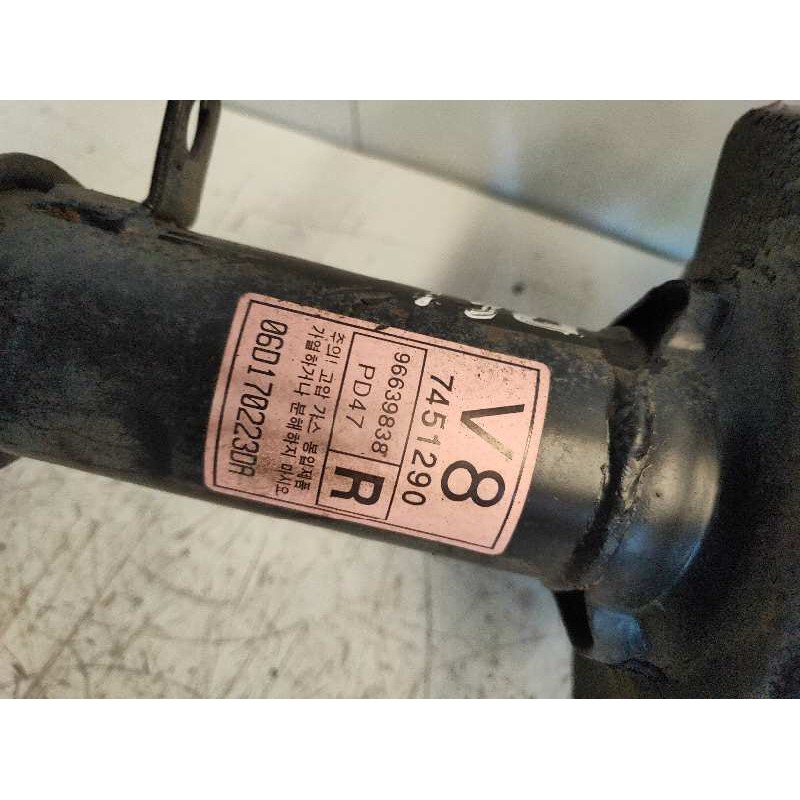 V8
7451290
96639838
PD47
R
주의! 고압 가스 봉입제품
가열하거나 분해하지 마시오
06D170223DA